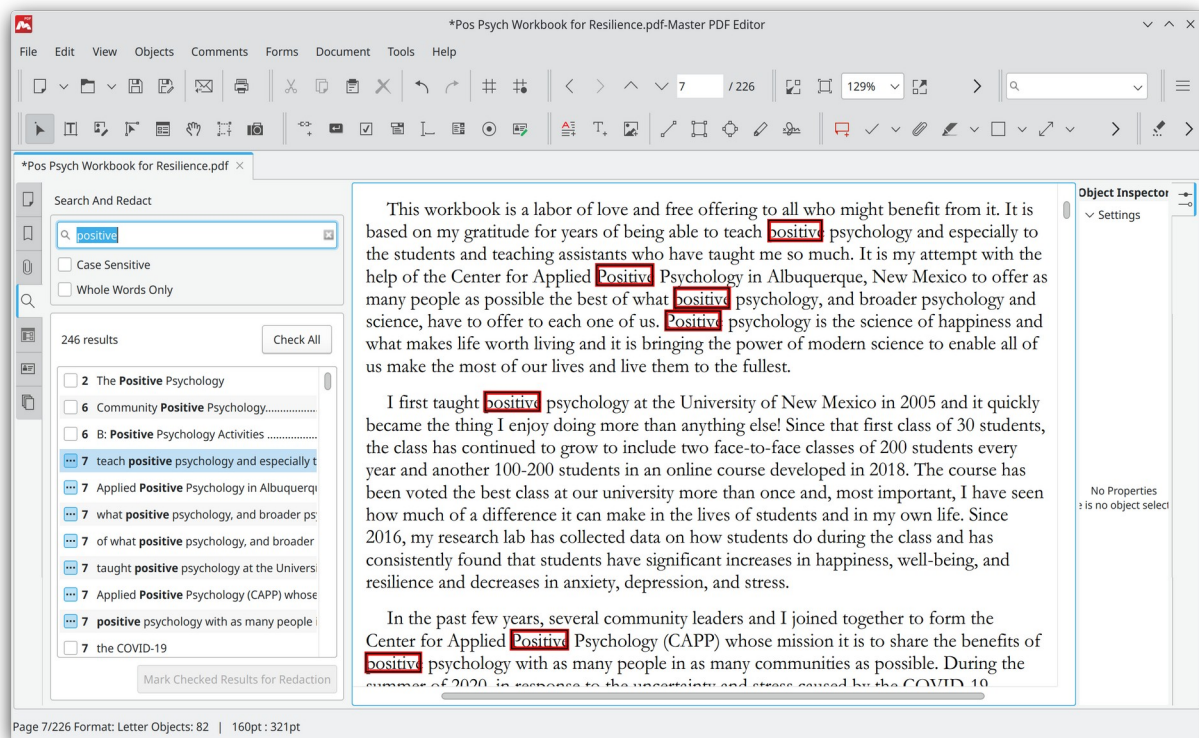 *Pos Psych Workbook for Resilience.pdf-Master PDF Editor
File Edit View Objects Comments Forms Document Tools Help
7 / 226 129%
*Pos Psych Workbook for Resilience.pdf
Search And Redact
positive
Case Sensitive
Whole Words Only
246 results Check All
2 The Positive Psychology
6 Community Positive Psychology..................
6 B: Positive Psychology Activities ...............
7 teach positive psychology and especially t
7 Applied Positive Psychology in Albuquerqu
7 what positive psychology, and broader ps
7 of what positive psychology, and broader
7 taught positive psychology at the Universi
7 Applied Positive Psychology (CAPP) whose
7 positive psychology with as many people i
7 the COVID-19
Mark Checked Results for Redaction
This workbook is a labor of love and free offering to all who might benefit from it. It is
based on my gratitude for years of being able to teach positive psychology and especially to
the students and teaching assistants who have taught me so much. It is my attempt with the
help of the Center for Applied Positive Psychology in Albuquerque, New Mexico to offer as
many people as possible the best of what positive psychology, and broader psychology and
science, have to offer to each one of us. Positive psychology is the science of happiness and
what makes life worth living and it is bringing the power of modern science to enable all of
us make the most of our lives and live them to the fullest.
I first taught positive psychology at the University of New Mexico in 2005 and it quickly
became the thing I enjoy doing more than anything else! Since that first class of 30 students,
the class has continued to grow to include two face-to-face classes of 200 students every
year and another 100-200 students in an online course developed in 2018. The course has
been voted the best class at our university more than once and, most important, I have seen
how much of a difference it can make in the lives of students and in my own life. Since
2016, my research lab has collected data on how students do during the class and has
consistently found that students have significant increases in happiness, well-being, and
resilience and decreases in anxiety, depression, and stress.
In the past few years, several community leaders and I joined together to form the
Center for Applied Positive Psychology (CAPP) whose mission it is to share the benefits of
positive psychology with as many people in as many communities as possible. During the
summer of 2020, in response to the uncertainty and stress caused by the COVID-19
Object Inspector
Settings
No Properties
e is no object select
Page 7/226 Format: Letter Objects: 82 | 160pt : 321pt